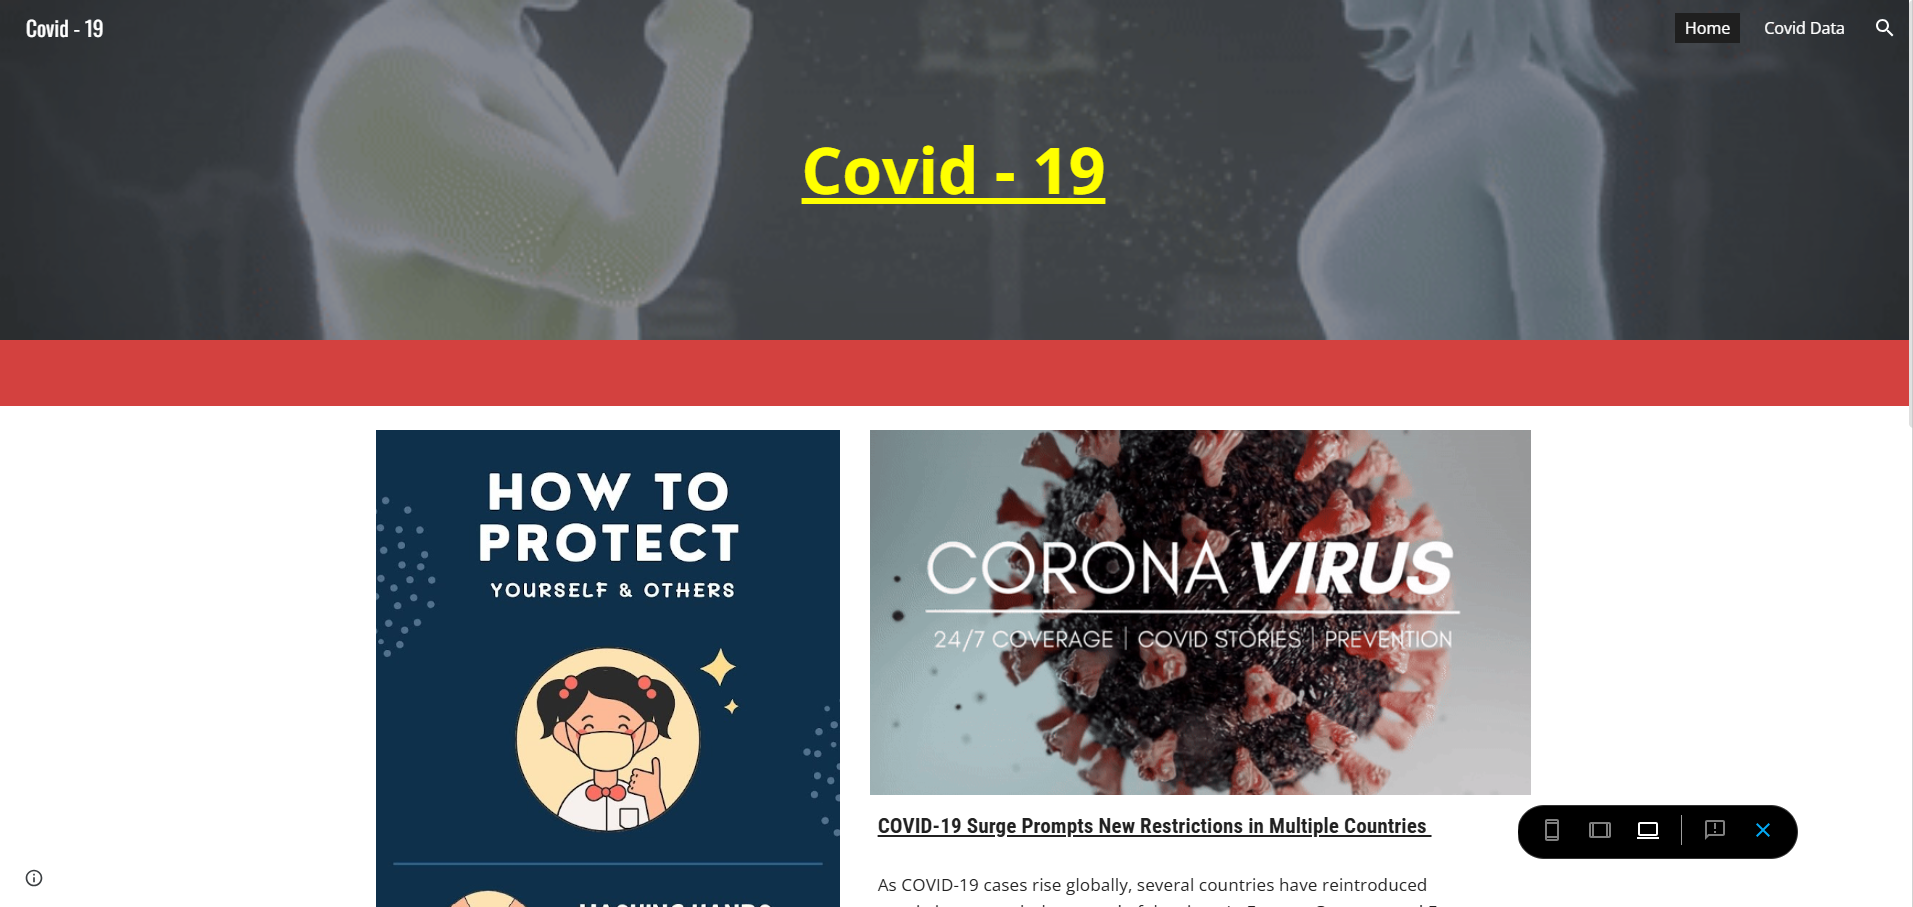 Covid - 19
Home
Covid Data
Covid - 19
HOW TO
PROTECT
YOURSELF & OTHERS
CORONA VIRUS
24/7 COVERAGE | COVID STORIES | PREVENTION
COVID-19 Surge Prompts New Restrictions in Multiple Countries
As COVID-19 cases rise globally, several countries have reintroduced